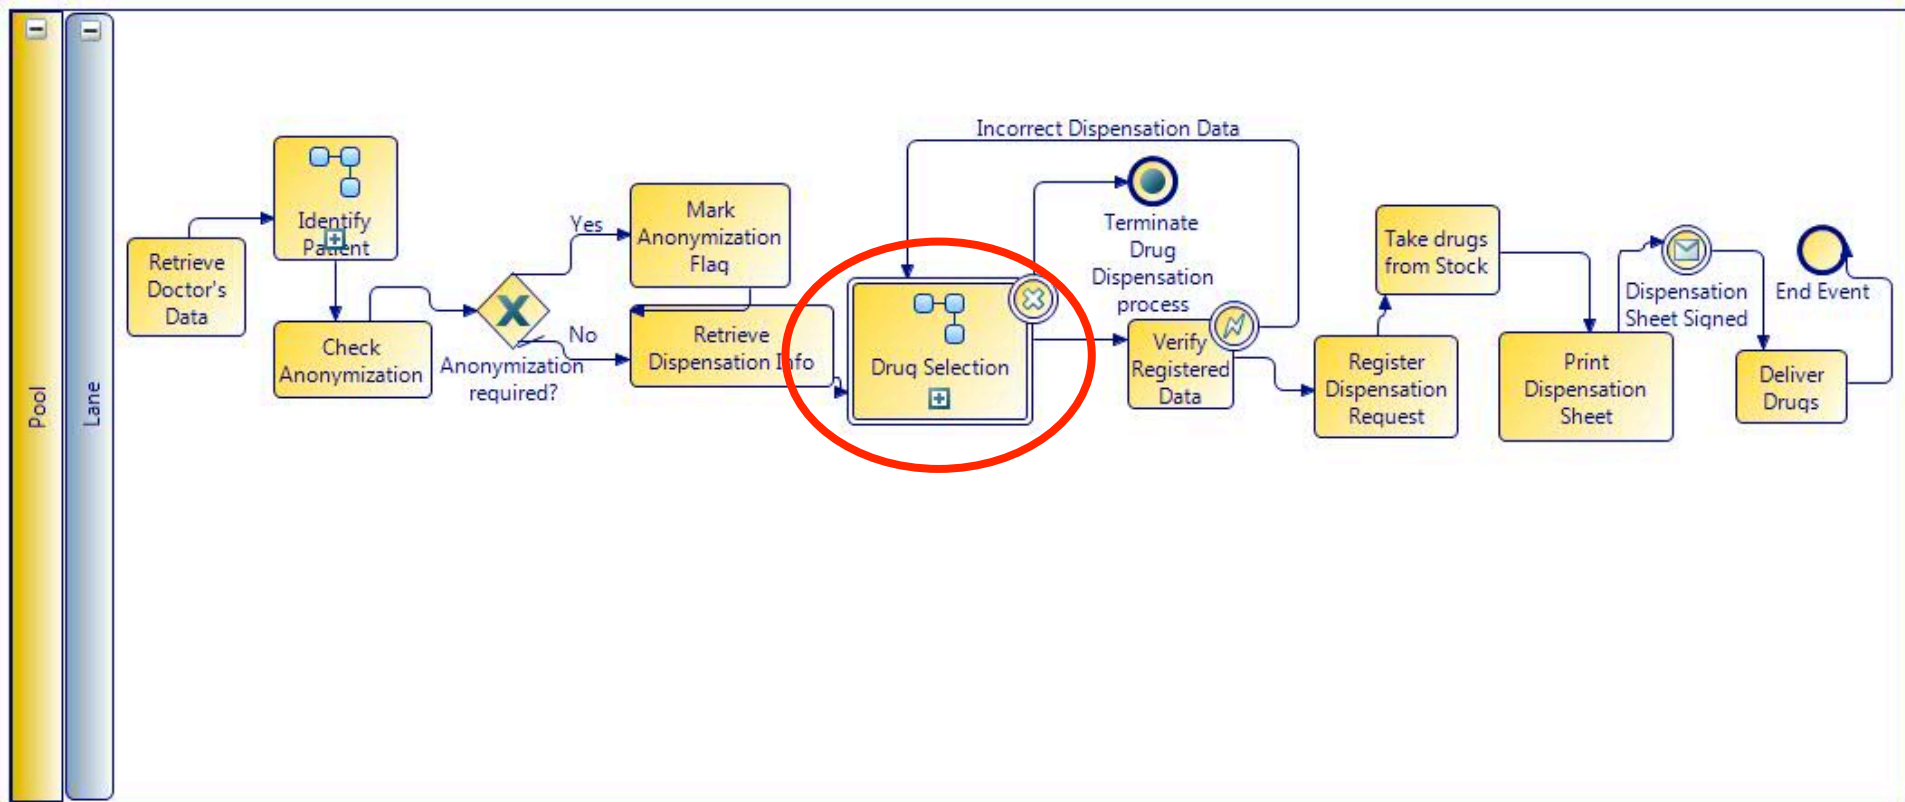 Pool
Lane
Retrieve
Doctor's
Data
Identify
Patient
Check
Anonymization
Anonymization
required?
Yes
No
Mark
Anonymization
Flag
Retrieve
Dispensation Info
Drug Selection
Incorrect Dispensation Data
Terminate
Drug
Dispensation
process
Verify
Registered
Data
Register
Dispensation
Request
Take drugs
from Stock
Print
Dispensation
Sheet
Dispensation
Sheet Signed
Deliver
Drugs
End Event